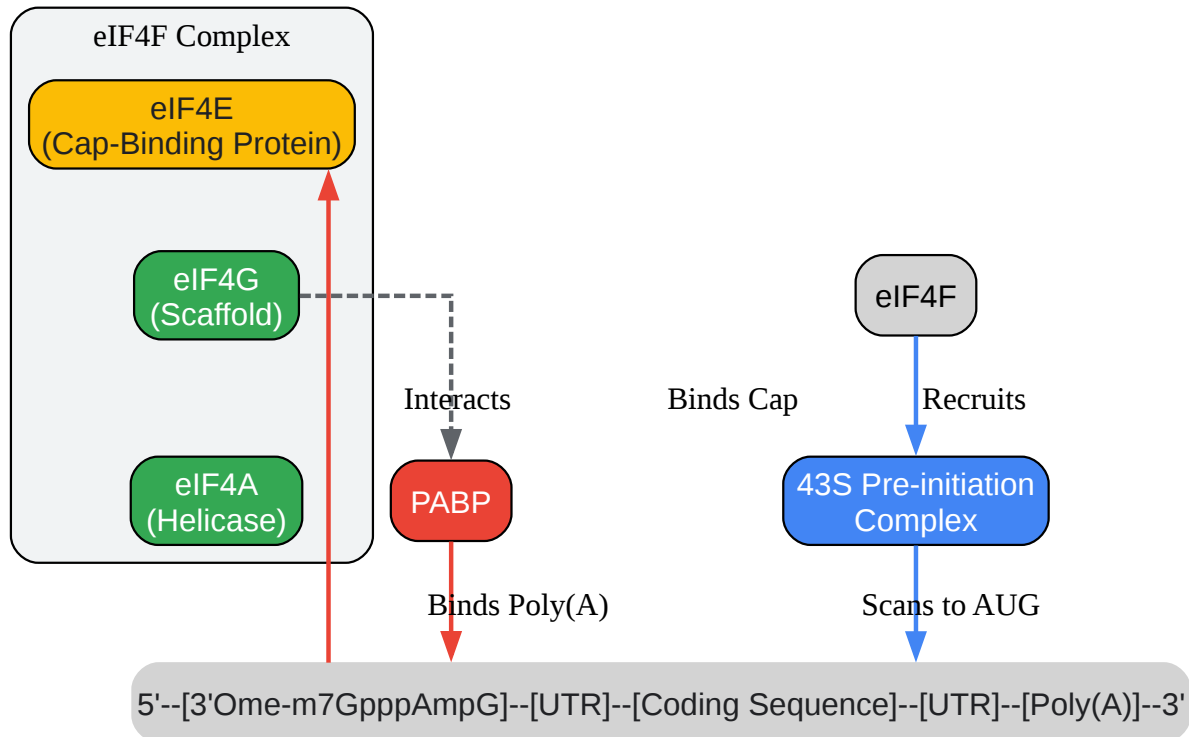 eIF4F Complex
eIF4E
(Cap-Binding Protein)
eIF4G
(Scaffold)
eIF4F
Interacts
Binds Cap
Recruits
eIF4A
(Helicase)
PABP
43S Pre-initiation
Complex
Binds Poly(A)
Scans to AUG
5'--[3'Ome-m7GpppAmpG]--[UTR]--[Coding Sequence]--[UTR]--[Poly(A)]--3'